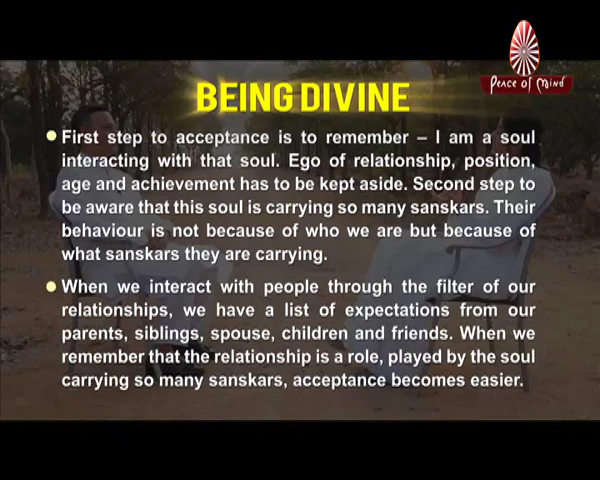 Peace of Mind
BEING DIVINE
First step to acceptance is to remember – I am a soul
interacting with that soul. Ego of relationship, position,
age and achievement has to be kept aside. Second step to
be aware that this soul is carrying so many sanskars. Their
behaviour is not because of who we are but because of
what sanskars they are carrying.
When we interact with people through the filter of our
relationships, we have a list of expectations from our
parents, siblings, spouse, children and friends. When we
remember that the relationship is a role, played by the soul
carrying so many sanskars, acceptance becomes easier.